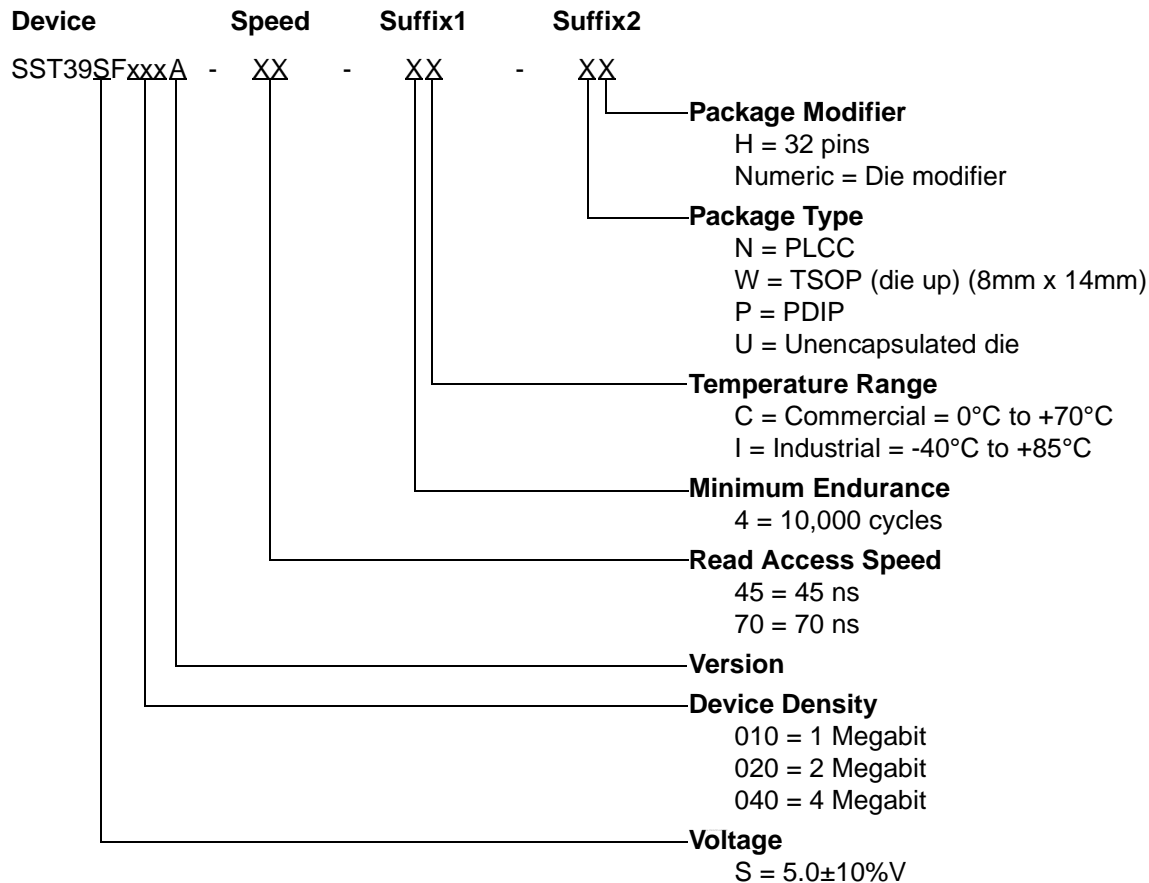 Device Speed Suffix1 Suffix2
SST39SFxxxA - XX - XX - XX
Package Modifier
H = 32 pins
Numeric = Die modifier
Package Type
N = PLCC
W = TSOP (die up) (8mm x 14mm)
P = PDIP
U = Unencapsulated die
Temperature Range
C = Commercial = 0°C to +70°C
I = Industrial = -40°C to +85°C
Minimum Endurance
4 = 10,000 cycles
Read Access Speed
45 = 45 ns
70 = 70 ns
Version
Device Density
010 = 1 Megabit
020 = 2 Megabit
040 = 4 Megabit
Voltage
S = 5.0±10%V